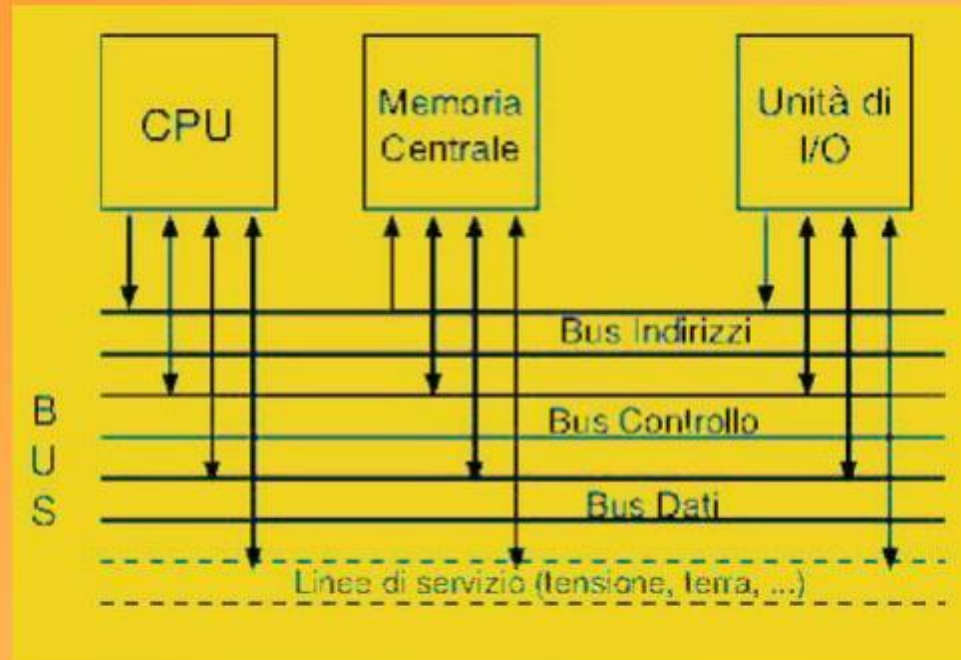 CPU
Memoria
Centrale
Unità di
I/O
Bus Indirizzi
Bus Controllo
Bus Dati
Linee di servizio (tensione, terra, ...)
B
U
S